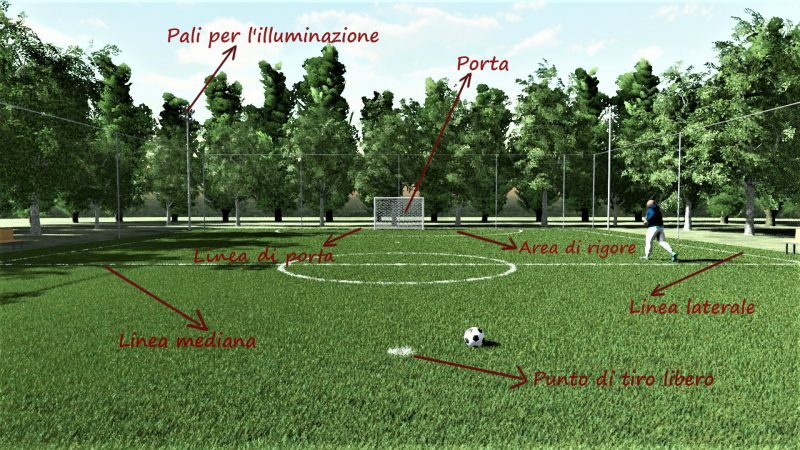 Pali per l'illuminazione
Porta
Linea di porta
Area di rigore
Linea laterale
Linea mediana
Punto di tiro libero